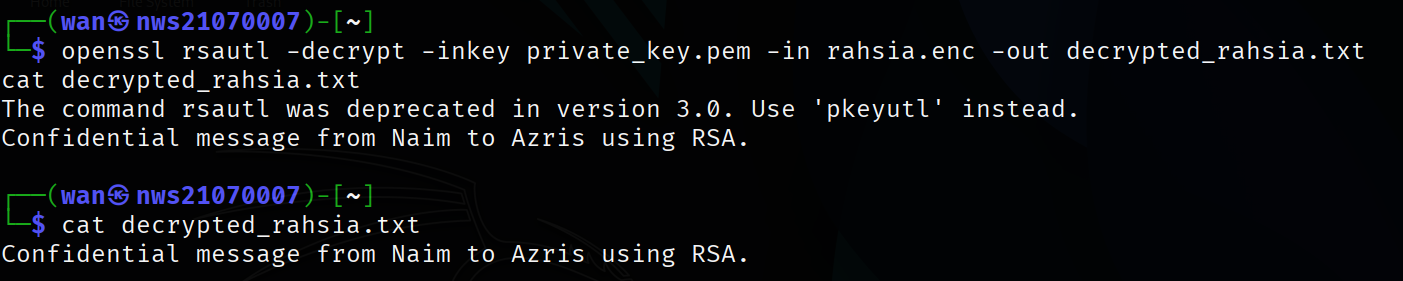 ┌──(wan㉿nws21070007)-[~]
└─$ openssl rsautl -decrypt -inkey private_key.pem -in rahsia.enc -out decrypted_rahsia.txt
cat decrypted_rahsia.txt
The command rsautl was deprecated in version 3.0. Use 'pkeyutl' instead.
Confidential message from Naim to Azris using RSA.
┌──(wan㉿nws21070007)-[~]
└─$ cat decrypted_rahsia.txt
Confidential message from Naim to Azris using RSA.